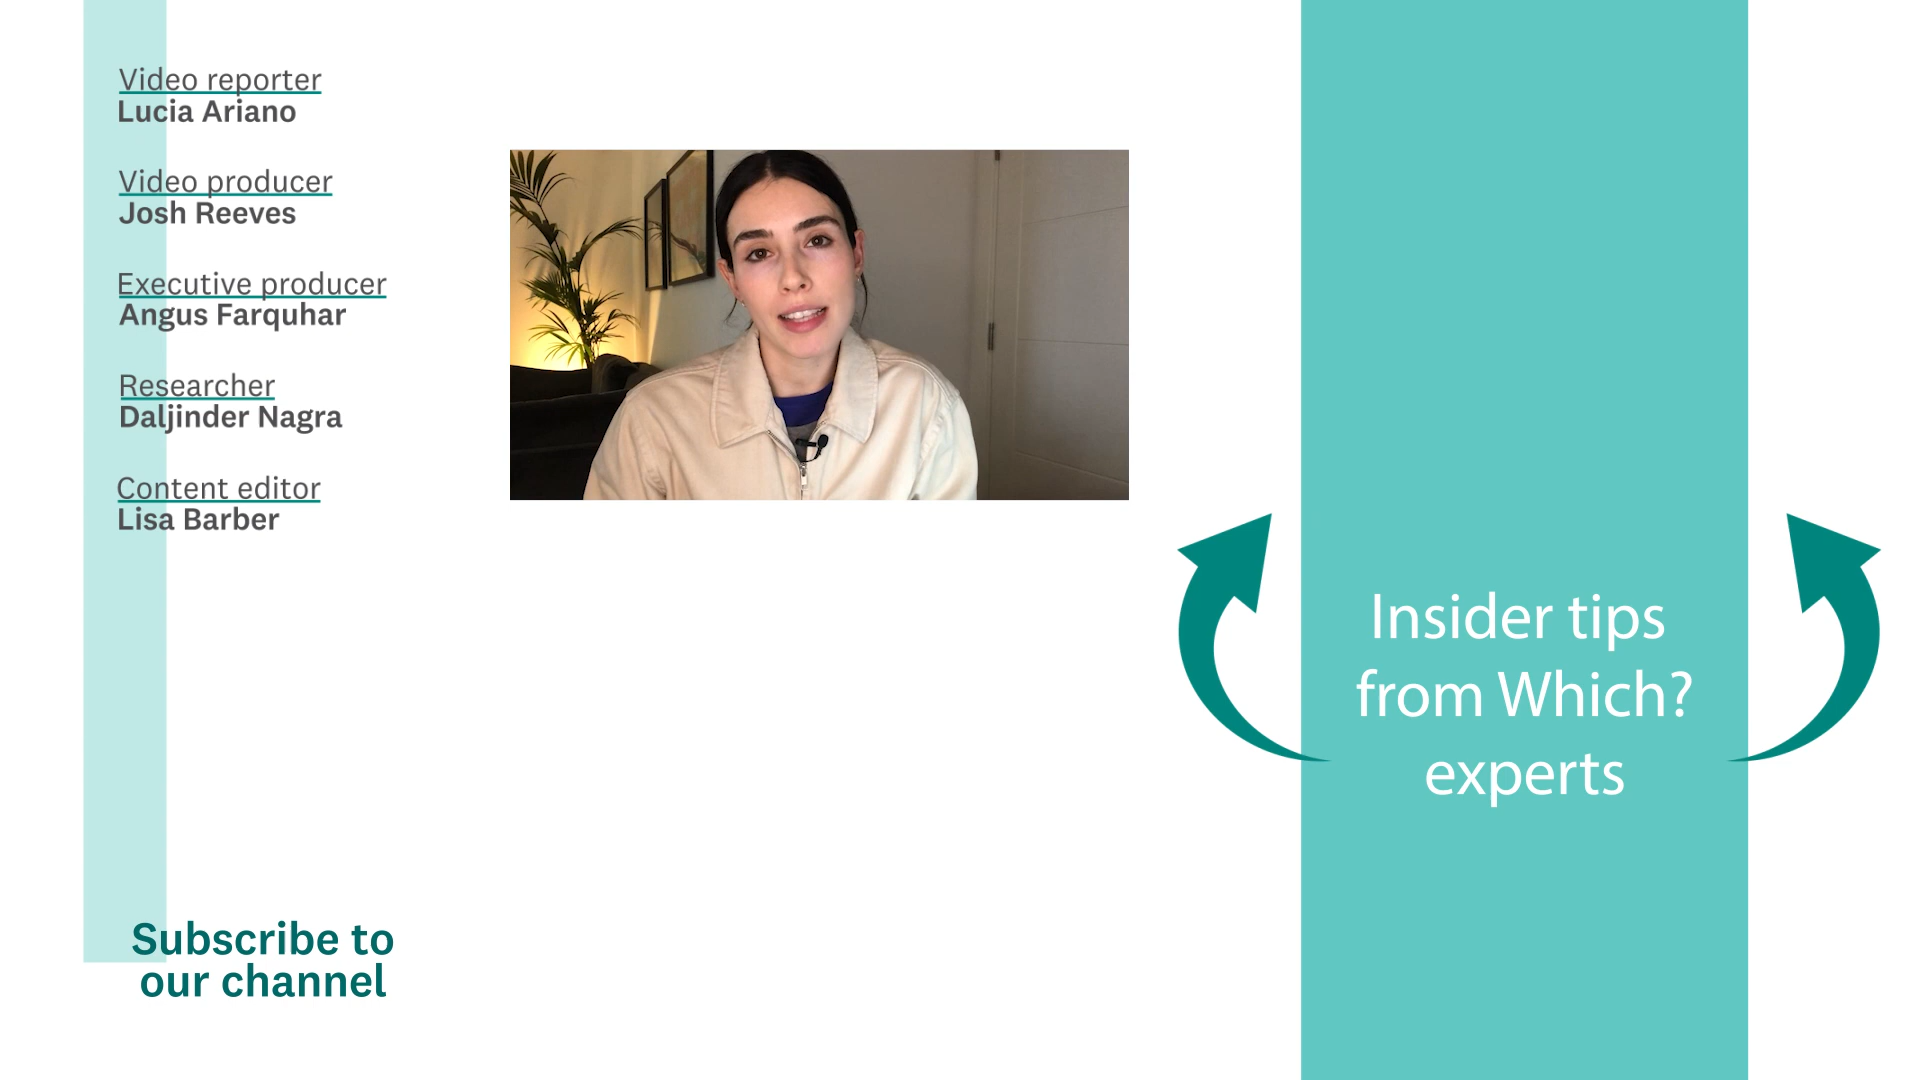 Video reporter
Lucia Ariano
Video producer
Josh Reeves
Executive producer
Angus Farquhar
Researcher
Daljinder Nagra
Content editor
Lisa Barber
Subscribe to
our channel
Insider tips
from Which?
experts